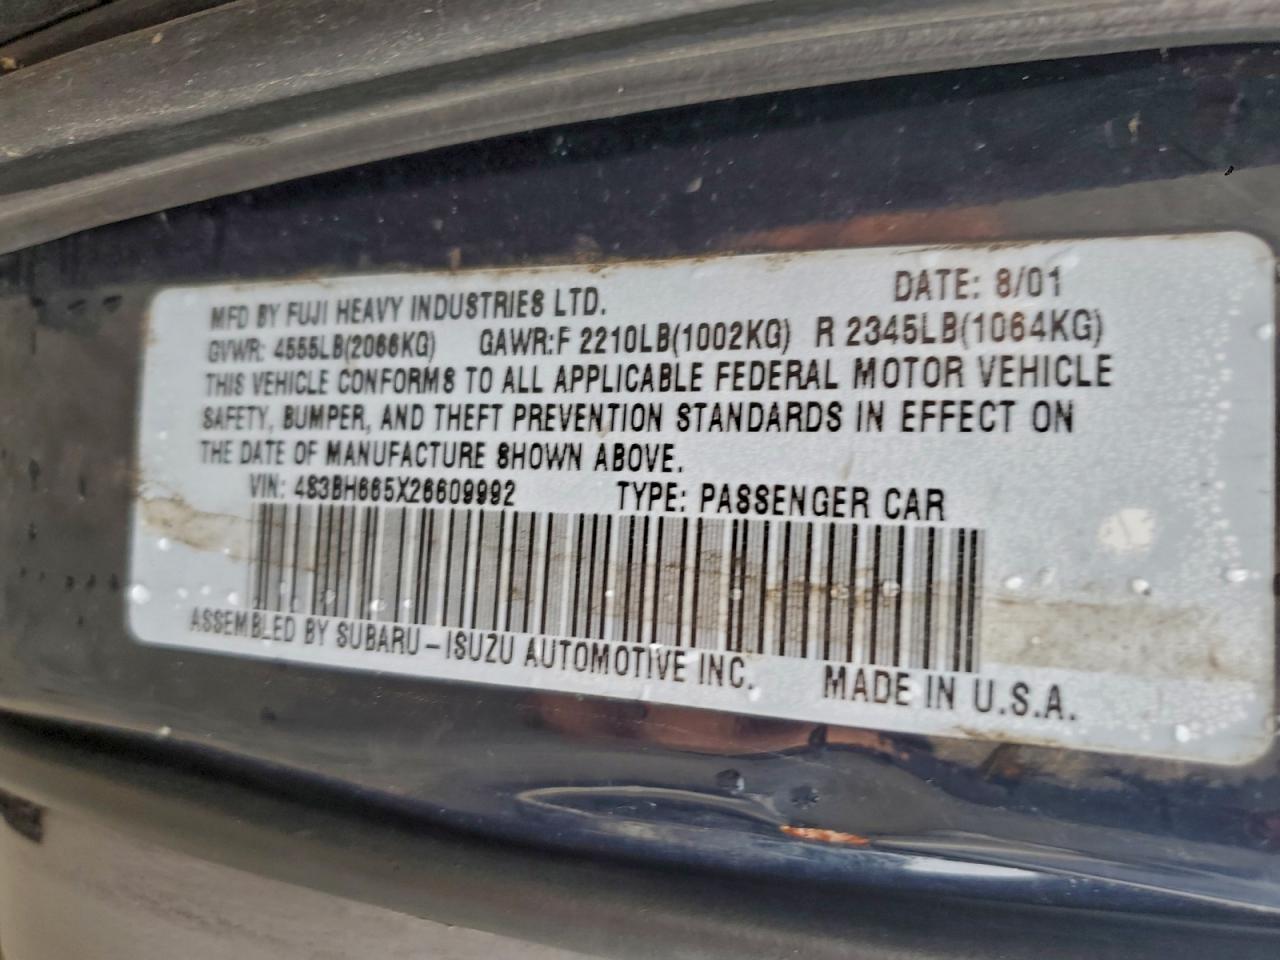 MFD BY FUJI HEAVY INDUSTRIES LTD. DATE: 8/01
GVWR: 4555LB(2066KG) GAWR:F 2210LB(1002KG) R 2345LB(1064KG)
THIS VEHICLE CONFORMS TO ALL APPLICABLE FEDERAL MOTOR VEHICLE
SAFETY, BUMPER, AND THEFT PREVENTION STANDARDS IN EFFECT ON
THE DATE OF MANUFACTURE SHOWN ABOVE.
VIN: 4S3BH665X26609992 TYPE: PASSENGER CAR
ASSEMBLED BY SUBARU-ISUZU AUTOMOTIVE INC. MADE IN U.S.A.